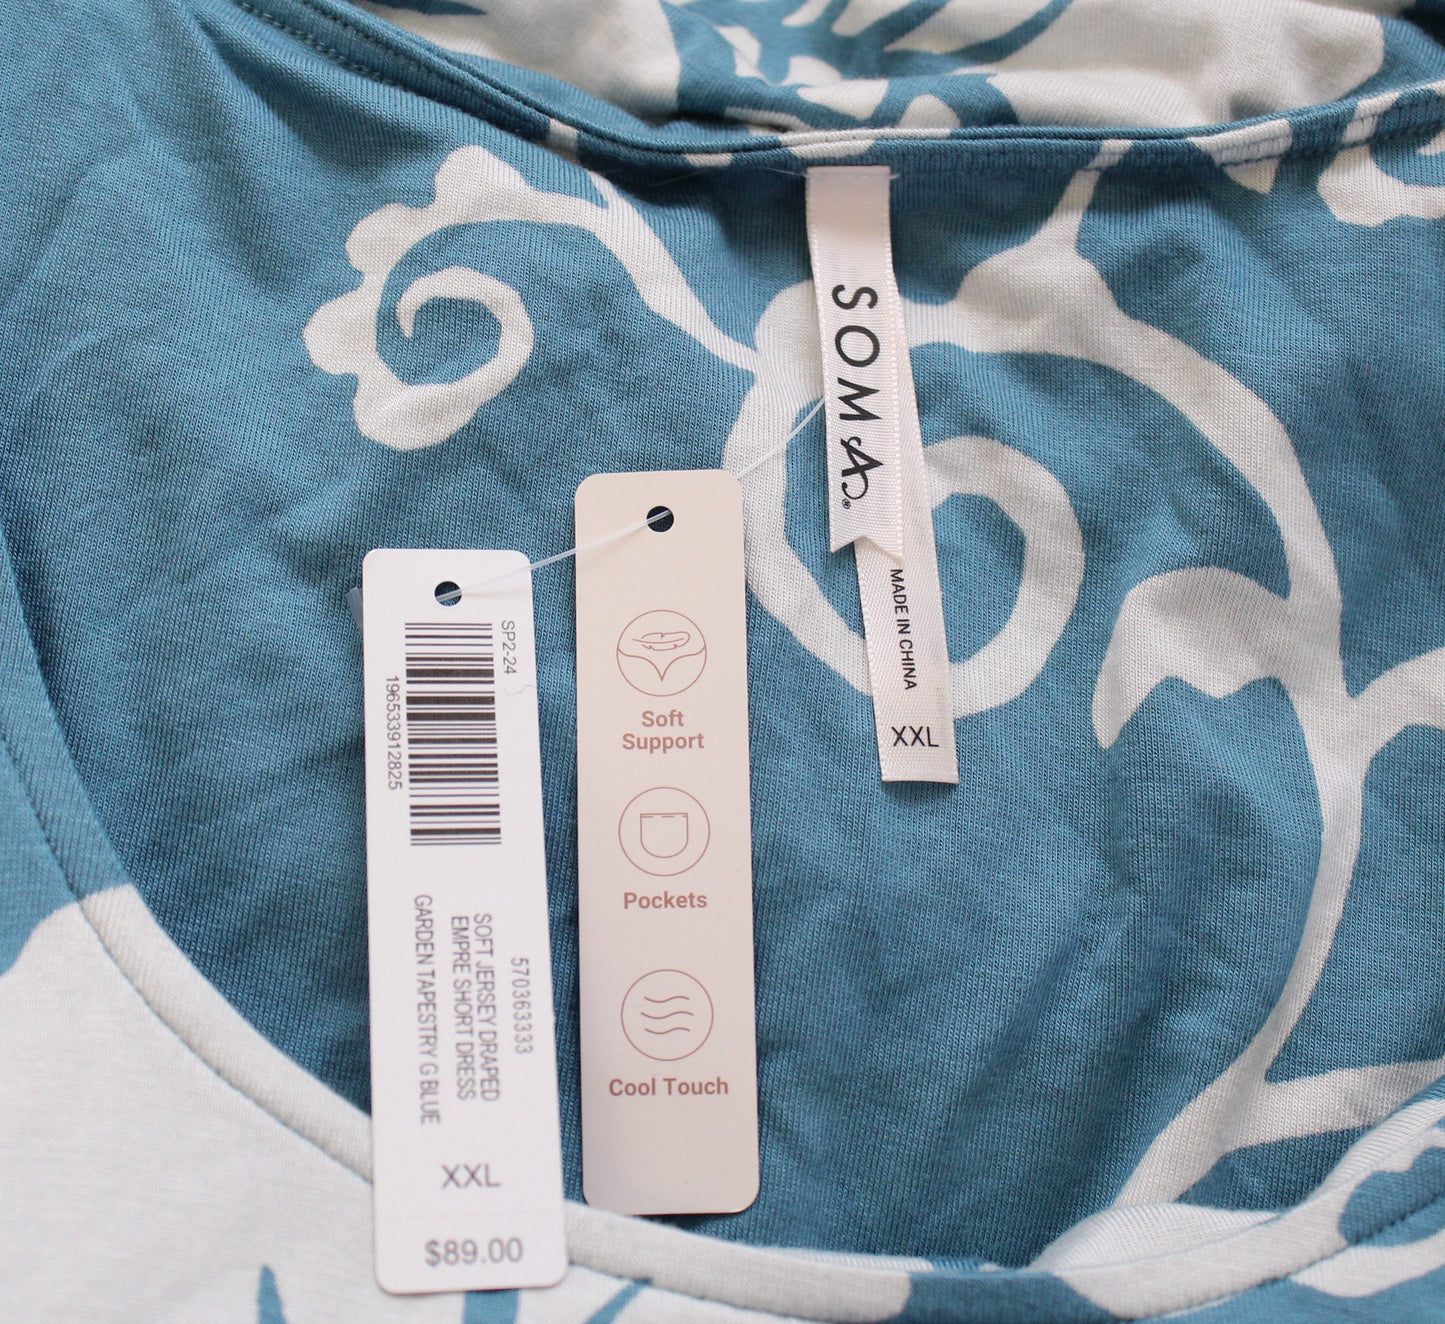 SOMA®
MADE IN CHINA
XXL
SP2-24
196533912825
570363333
SOFT JERSEY DRAPED
EMPRE SHORT DRESS
GARDEN TAPESTRY G BLUE
XXL
$89.00
Soft
Support
Pockets
Cool Touch